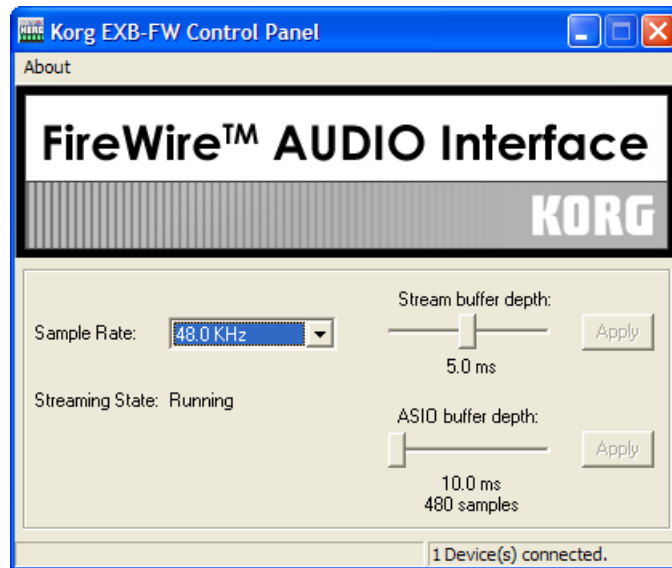 Korg EXB-FW Control Panel
About
FireWire™ AUDIO Interface
KORG
Sample Rate: 48.0 KHz
Streaming State: Running
Stream buffer depth:
5.0 ms
Apply
ASIO buffer depth:
10.0 ms
480 samples
Apply
1 Device(s) connected.